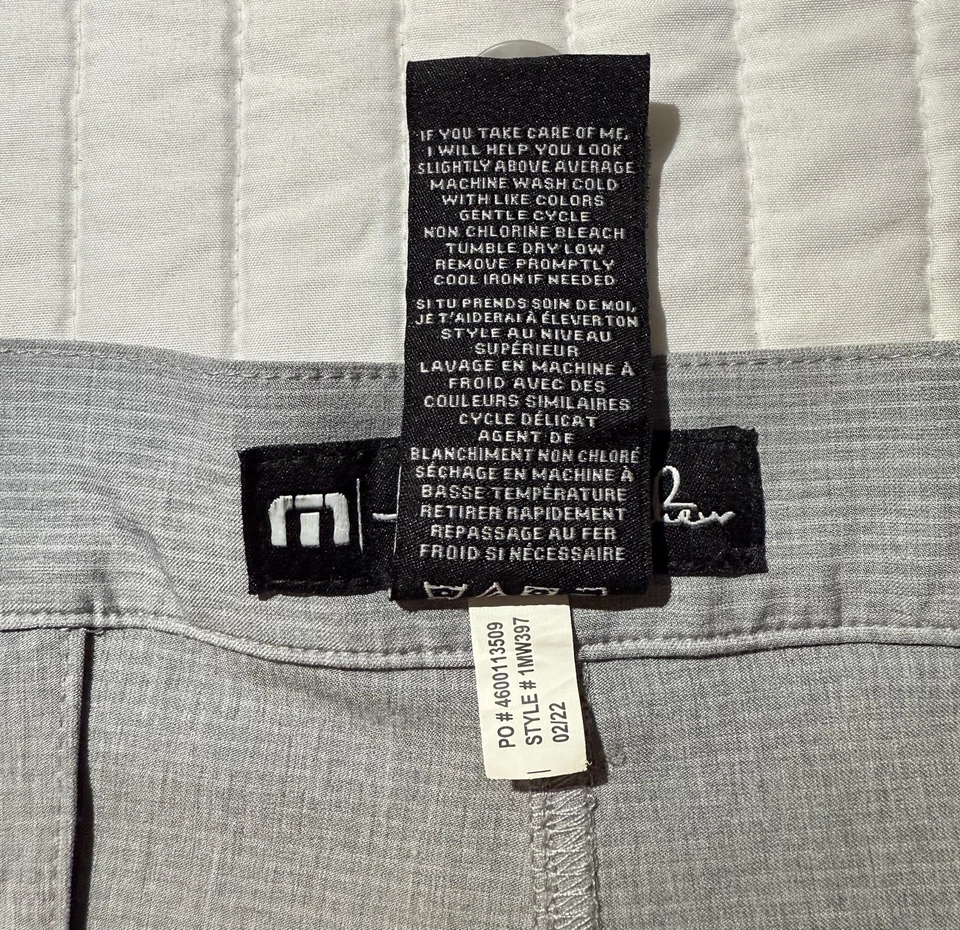 IF YOU TAKE CARE OF ME,
I WILL HELP YOU LOOK
SLIGHTLY ABOVE AVERAGE
MACHINE WASH COLD
WITH LIKE COLORS
GENTLE CYCLE
NON CHLORINE BLEACH
TUMBLE DRY LOW
REMOVE PROMPTLY
COOL IRON IF NEEDED
SI TU PRENDS SOIN DE MOI,
JE T'AIDERAI À ÉLEVER TON
STYLE AU NIVEAU
SUPÉRIEUR
LAVAGE EN MACHINE À
FROID AVEC DES
COULEURS SIMILAIRES
CYCLE DÉLICAT
AGENT DE
BLANCHIMENT NON CHLORÉ
SÉCHAGE EN MACHINE À
BASSE TEMPÉRATURE
RETIRER RAPIDEMENT
REPASSAGE AU FER
FROID SI NÉCESSAIRE
PO # 4600113509
STYLE # 1MW397
02/22